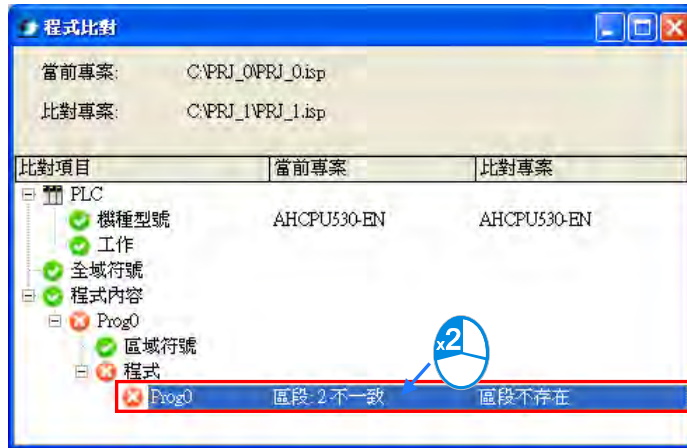 程式比對
當前專案: C:\PRJ_0\PRJ_0.isp
比對專案: C:\PRJ_1\PRJ_1.isp
比對項目 當前專案 比對專案
PLC
機種型號 AHCPU530-EN AHCPU530-EN
工作
全域符號
程式內容
Prog0
區域符號
x2
程式
Prog0 區段: 2 不一致 區段不存在